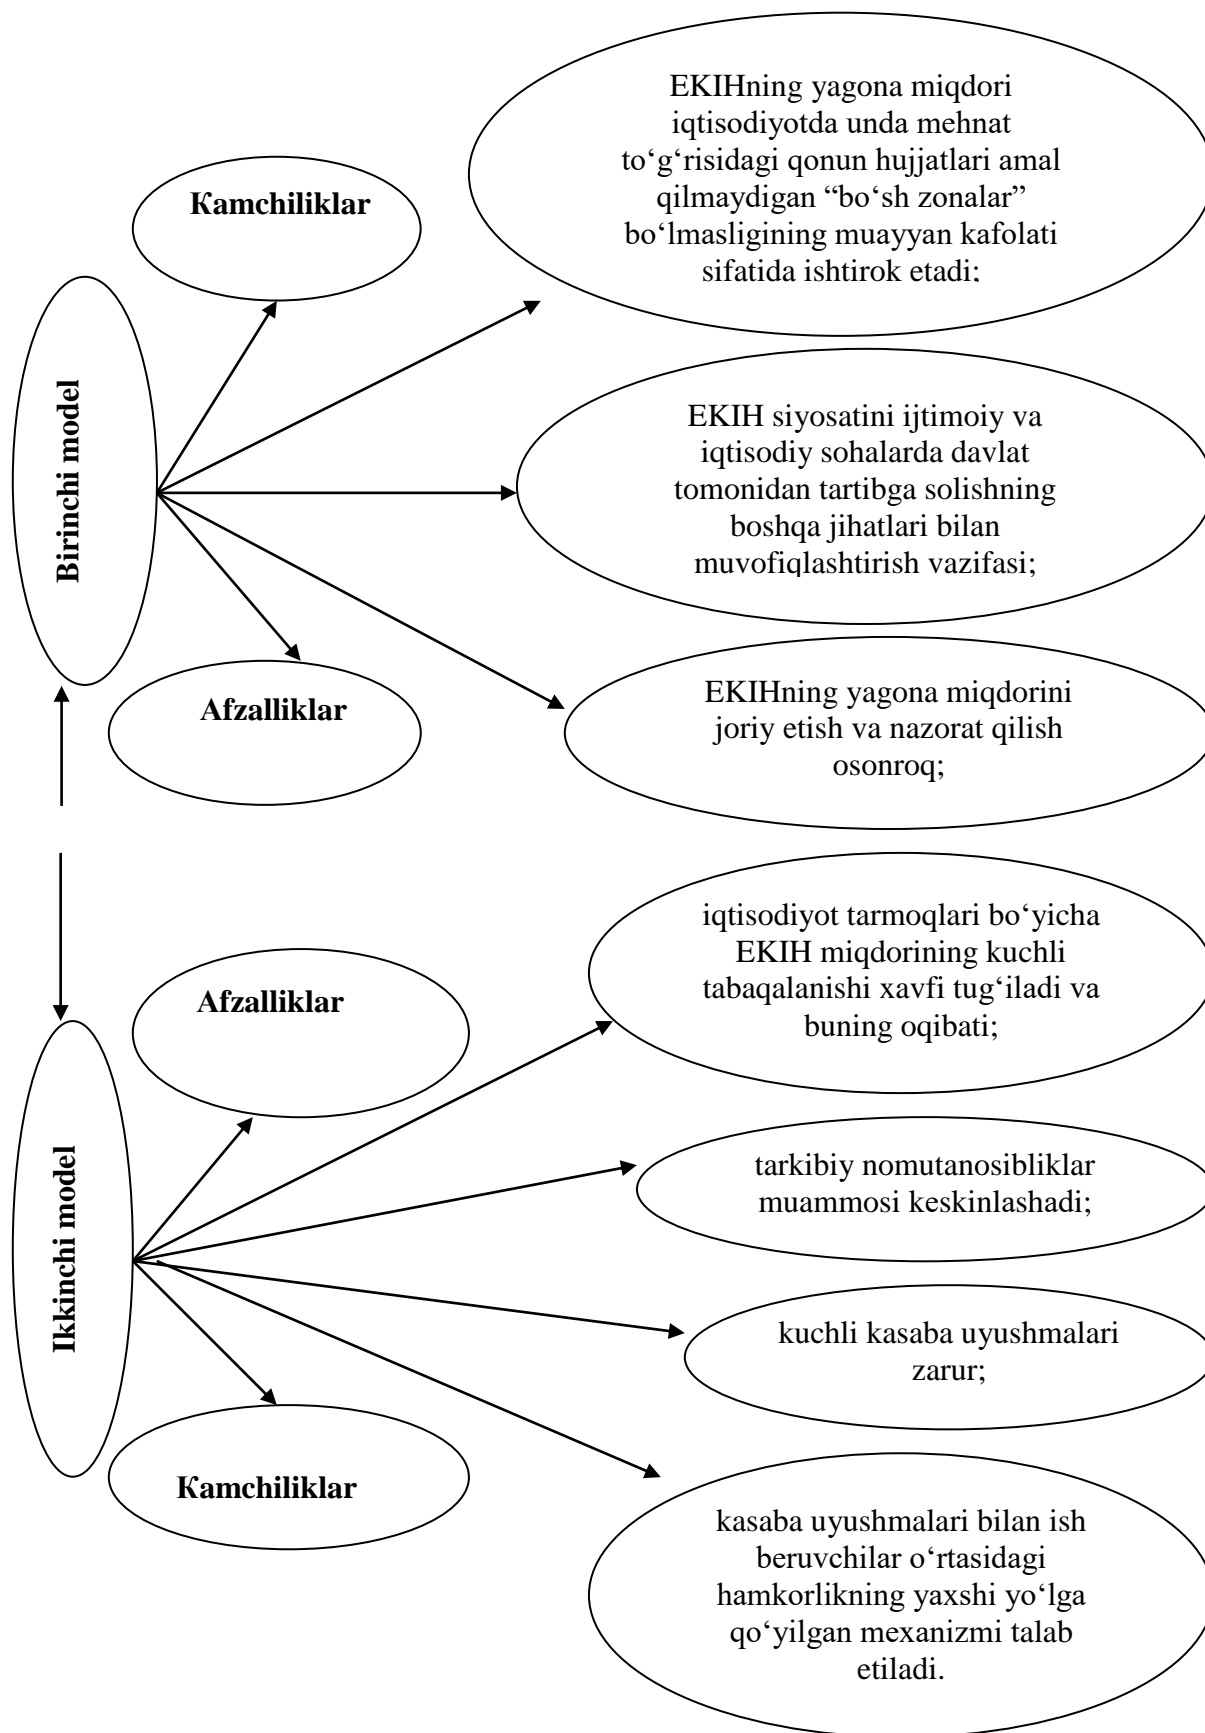 EKIHning yagona miqdori
iqtisodiyotda unda mehnat
to‘g‘risidagi qonun hujjatlari amal
qilmaydigan “bo‘sh zonalar”
bo‘lmasligining muayyan kafolati
sifatida ishtirok etadi;
Kamchiliklar
Birinchi model
EKIH siyosatini ijtimoiy va
iqtisodiy sohalarda davlat
tomonidan tartibga solishning
boshqa jihatlari bilan
muvofiqlashtirish vazifasi;
Afzalliklar
EKIHning yagona miqdorini
joriy etish va nazorat qilish
osonroq;
iqtisodiyot tarmoqlari bo‘yicha
EKIH miqdorining kuchli
tabaqalanishi xavfi tug‘iladi va
buning oqibati;
Afzalliklar
Ikkinchi model
tarkibiy nomutanosibliklar
muammosi keskinlashadi;
kuchli kasaba uyushmalari
zarur;
Kamchiliklar
kasaba uyushmalari bilan ish
beruvchilar o‘rtasidagi
hamkorlikning yaxshi yo‘lga
qo‘yilgan mexanizmi talab
etiladi.